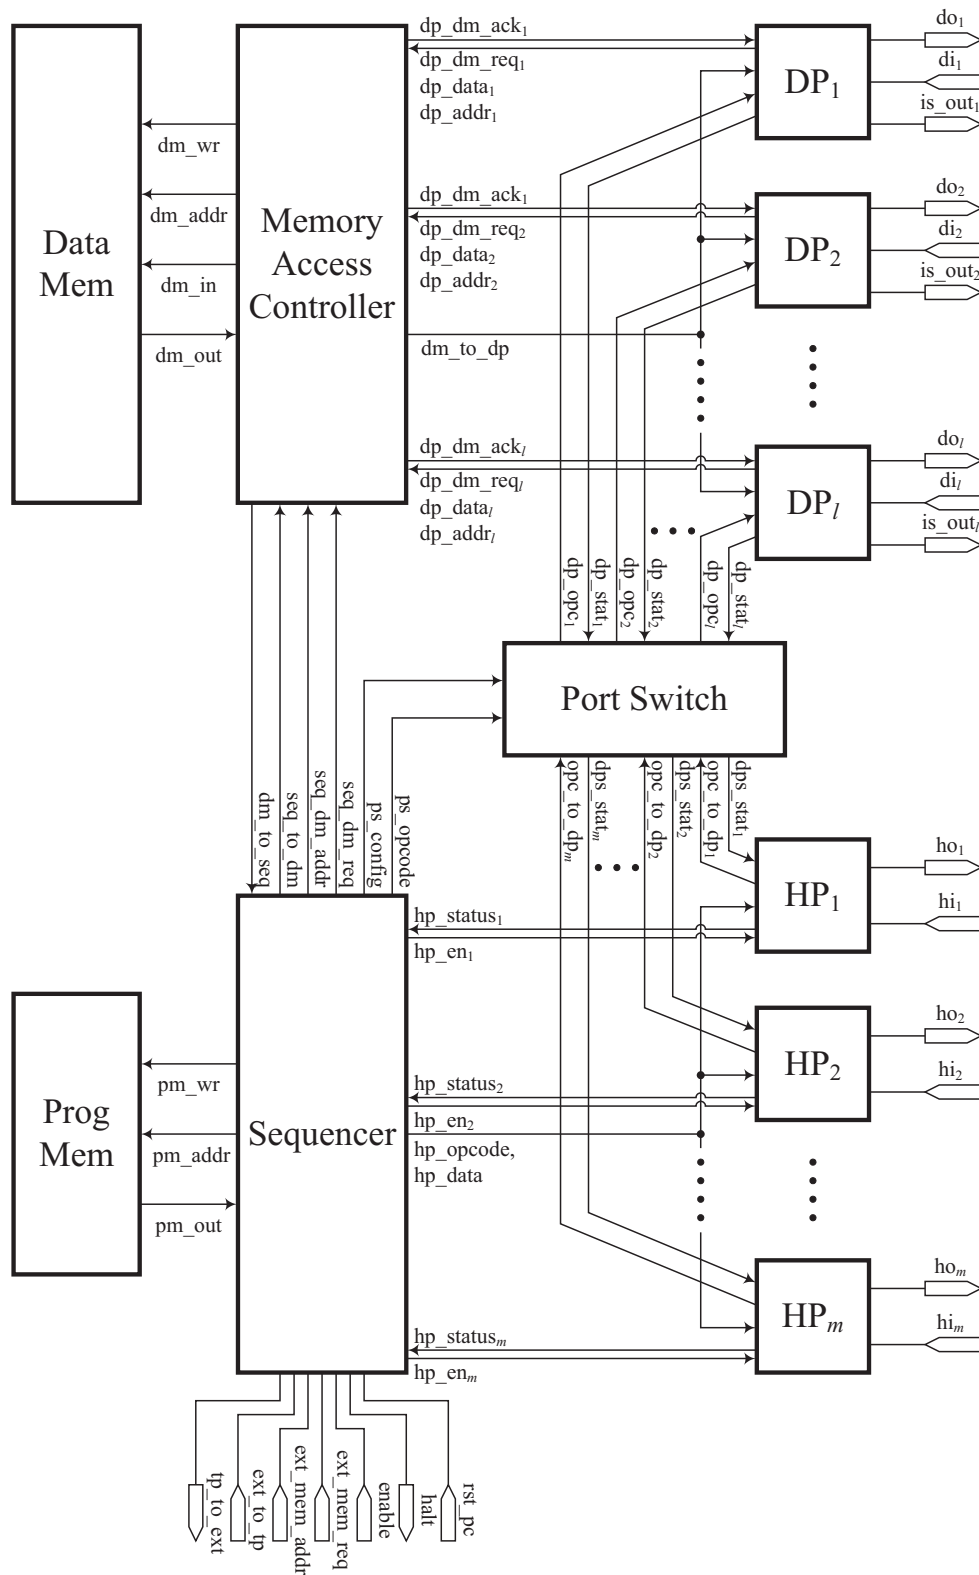 Data
Mem
dm_wr
dm_addr
dm_in
dm_out
Memory
Access
Controller
dp_dm_ack₁
dp_dm_req₁
dp_data₁
dp_addr₁
dp_dm_ack₁
dp_dm_req₂
dp_data₂
dp_addr₂
dm_to_dp
dp_dm_ackₗ
dp_dm_reqₗ
dp_dataₗ
dp_addrₗ
DP₁
do₁
di₁
is_out₁
DP₂
do₂
di₂
is_out₂
DPₗ
doₗ
diₗ
is_outₗ
dp_opc₁
dp_stat₁
dp_opc₂
dp_stat₂
dp_opcₗ
dp_statₗ
Port Switch
opc_to_dpₘ
dps_statₘ
opc_to_dp₂
dps_stat₂
opc_to_dp₁
dps_stat₁
dm_to_seq
seq_to_dm
seq_dm_addr
seq_dm_req
ps_config
ps_opcode
Prog
Mem
pm_wr
pm_addr
pm_out
Sequencer
hp_status₁
hp_en₁
hp_status₂
hp_en₂
hp_opcode,
hp_data
hp_statusₘ
hp_enₘ
HP₁
ho₁
hi₁
HP₂
ho₂
hi₂
HPₘ
hoₘ
hiₘ
tp_to_ext
ext_to_tp
ext_mem_addr
ext_mem_req
enable
halt
rst_pc